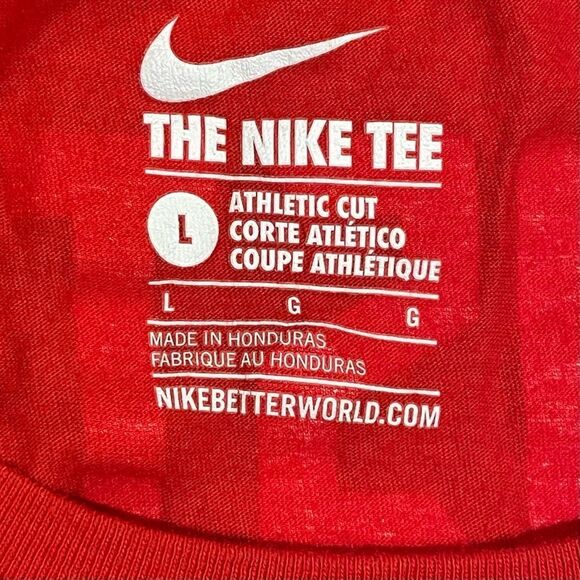 THE NIKE TEE
L
ATHLETIC CUT
CORTE ATLÉTICO
COUPE ATHLÉTIQUE
L G G
MADE IN HONDURAS
FABRIQUE AU HONDURAS
NIKEBETTERWORLD.COM